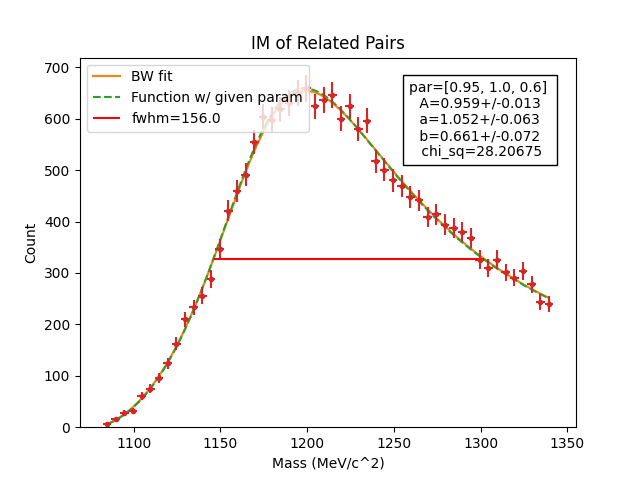 IM of Related Pairs
700
600
500
400
300
200
100
0
Count
BW fit
Function w/ given param
fwhm=156.0
par=[0.95, 1.0, 0.6]
A=0.959+/-0.013
a=1.052+/-0.063
b=0.661+/-0.072
chi_sq=28.20675
1100
1150
1200
1250
1300
1350
Mass (MeV/c^2)